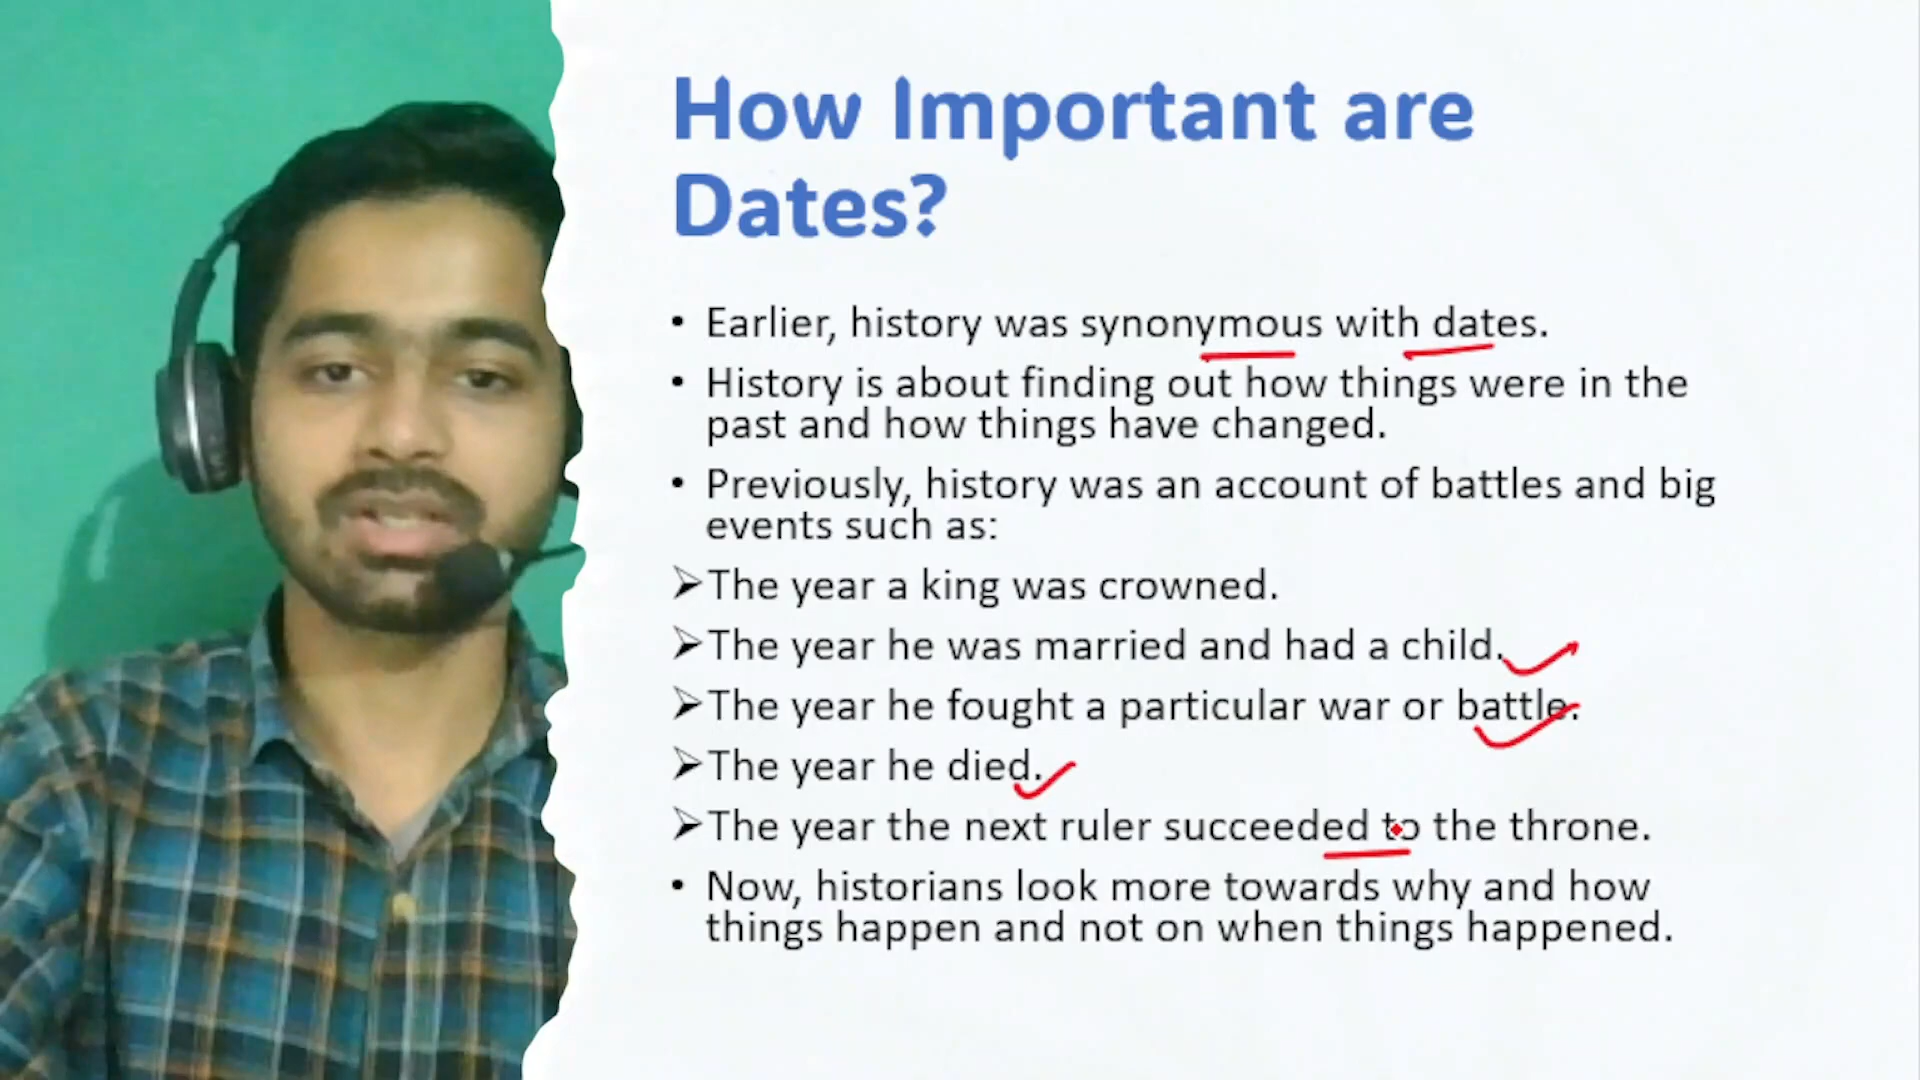 How Important are
Dates?
• Earlier, history was synonymous with dates.
• History is about finding out how things were in the
past and how things have changed.
• Previously, history was an account of battles and big
events such as:
➢The year a king was crowned.
➢The year he was married and had a child.
➢The year he fought a particular war or battle.
➢The year he died.
➢The year the next ruler succeeded to the throne.
• Now, historians look more towards why and how
things happen and not on when things happened.